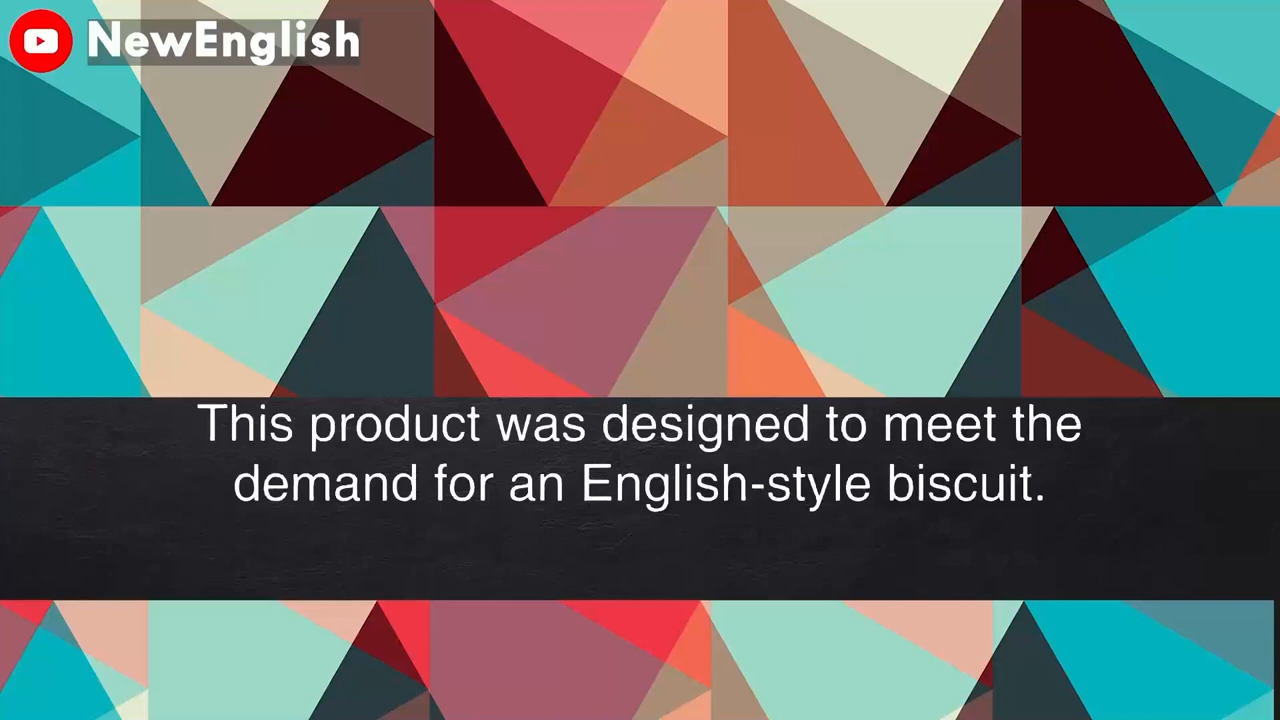 NewEnglish
This product was designed to meet the
demand for an English-style biscuit.